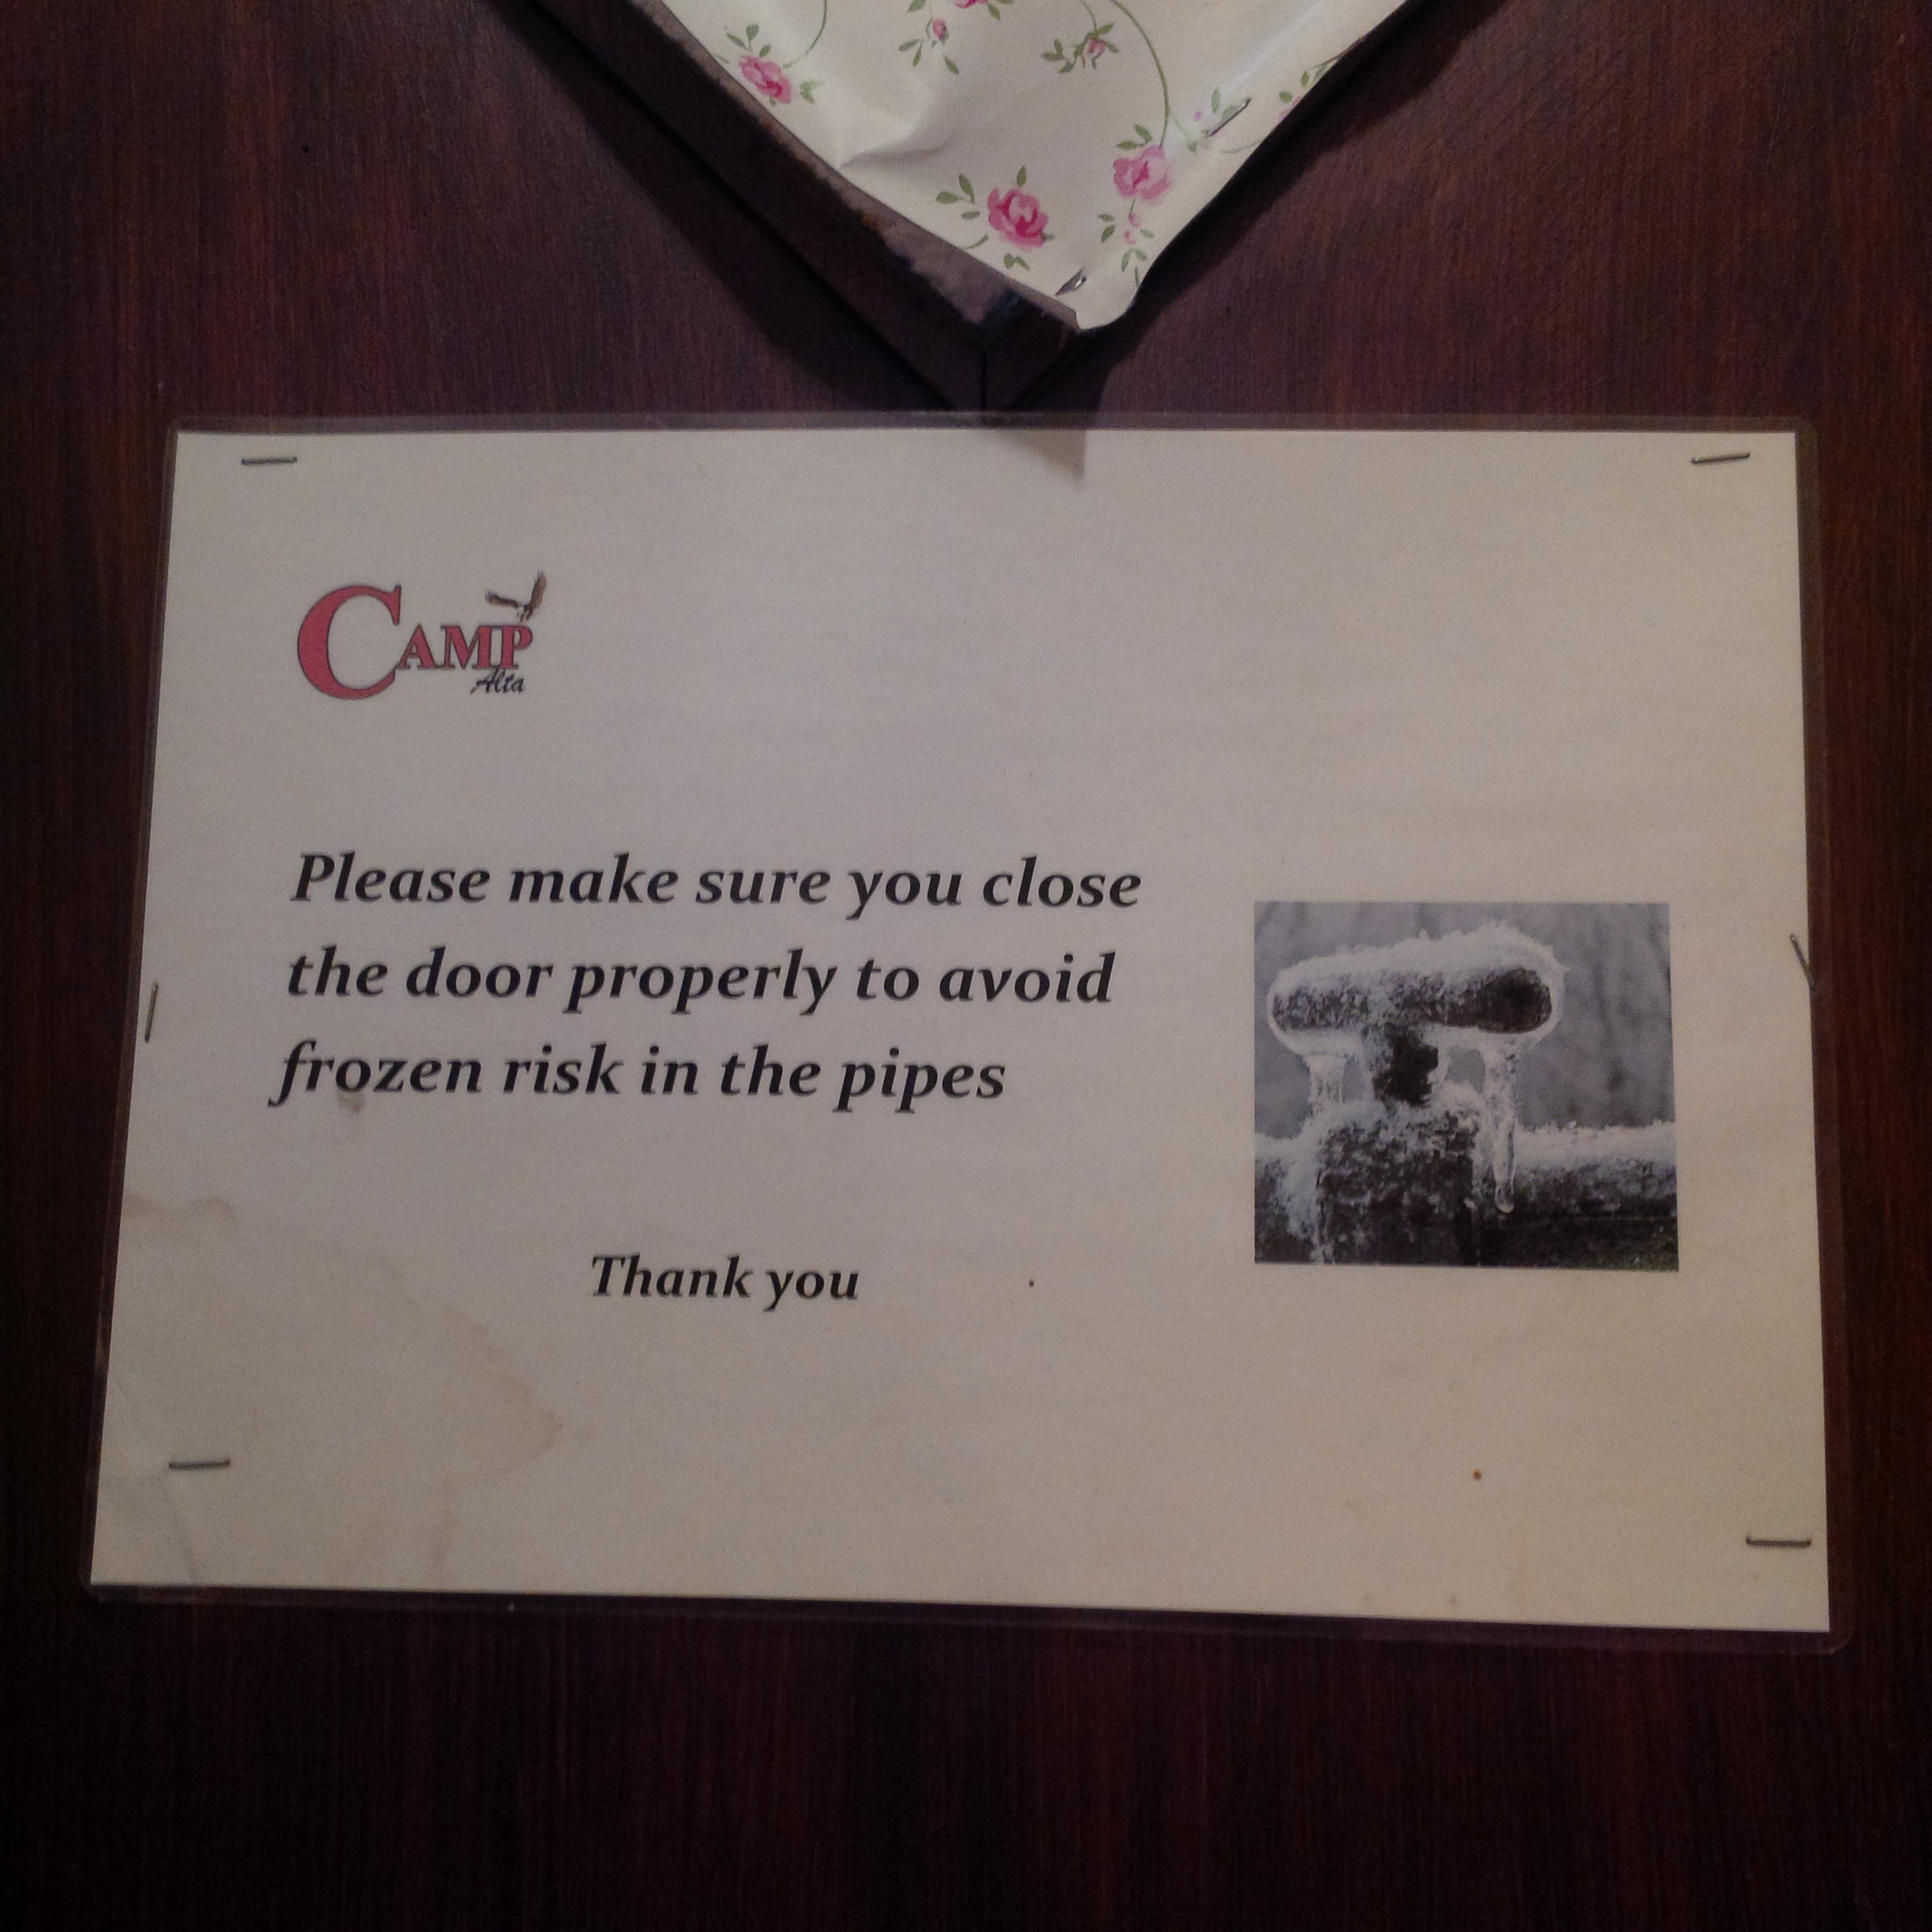 CAMP
Alta
Please make sure you close
the door properly to avoid
frozen risk in the pipes
Thank you